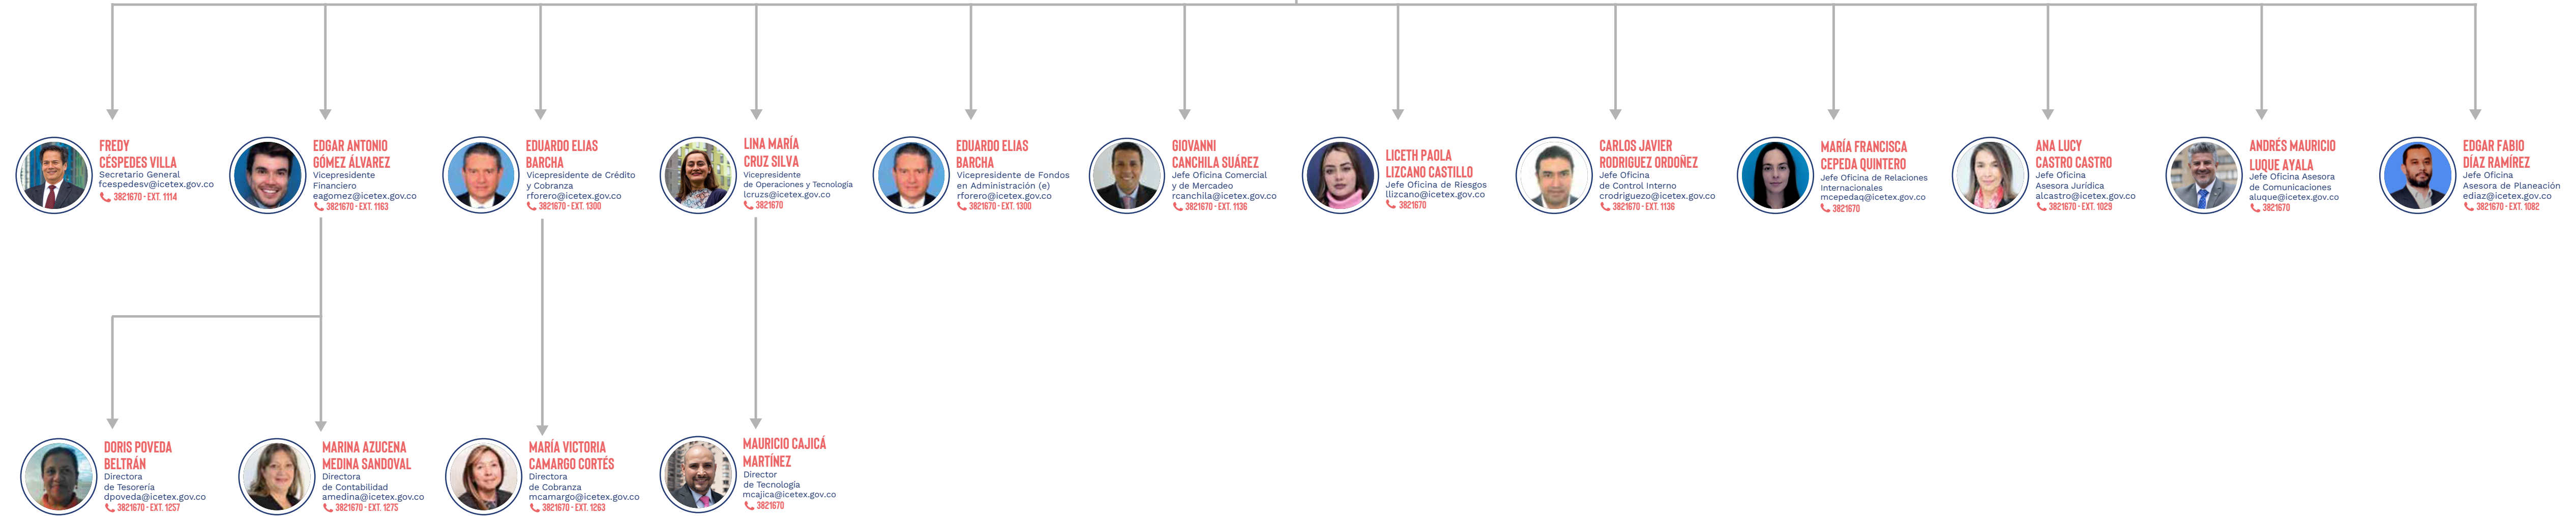 FREDY
CÉSPEDES VILLA
Secretario General
fcespedesv@icetex.gov.co
3821670 - EXT. 1114
EDGAR ANTONIO
GÓMEZ ÁLVAREZ
Vicepresidente
Financiero
eagomez@icetex.gov.co
3821670 - EXT. 1163
EDUARDO ELIAS
BARCHA
Vicepresidente de Crédito
y Cobranza
rforero@icetex.gov.co
3821670 - EXT. 1300
LINA MARÍA
CRUZ SILVA
Vicepresidente
de Operaciones y Tecnología
lcruzs@icetex.gov.co
3821670
EDUARDO ELIAS
BARCHA
Vicepresidente de Fondos
en Administración (e)
rforero@icetex.gov.co
3821670 - EXT. 1300
GIOVANNI
CANCHILA SUÁREZ
Jefe Oficina Comercial
y de Mercadeo
rcanchila@icetex.gov.co
3821670 - EXT. 1136
LICETH PAOLA
LIZCANO CASTILLO
Jefe Oficina de Riesgos
llizcano@icetex.gov.co
3821670
CARLOS JAVIER
RODRIGUEZ ORDOÑEZ
Jefe Oficina
de Control Interno
crodriguezo@icetex.gov.co
3821670 - EXT. 1136
MARÍA FRANCISCA
CEPEDA QUINTERO
Jefe Oficina de Relaciones
Internacionales
mcepedaq@icetex.gov.co
3821670
ANA LUCY
CASTRO CASTRO
Jefe Oficina
Asesora Jurídica
alcastro@icetex.gov.co
3821670 - EXT. 1029
ANDRÉS MAURICIO
LUQUE AYALA
Jefe Oficina Asesora
de Comunicaciones
aluque@icetex.gov.co
3821670
EDGAR FABIO
DÍAZ RAMÍREZ
Jefe Oficina
Asesora de Planeación
ediaz@icetex.gov.co
3821670 - EXT. 1082
DORIS POVEDA
BELTRÁN
Directora
de Tesorería
dpoveda@icetex.gov.co
3821670 - EXT. 1257
MARINA AZUCENA
MEDINA SANDOVAL
Directora
de Contabilidad
amedina@icetex.gov.co
3821670 - EXT. 1275
MARÍA VICTORIA
CAMARGO CORTÉS
Directora
de Cobranza
mcamargo@icetex.gov.co
3821670 - EXT. 1263
MAURICIO CAJICÁ
MARTÍNEZ
Director
de Tecnología
mcajica@icetex.gov.co
3821670